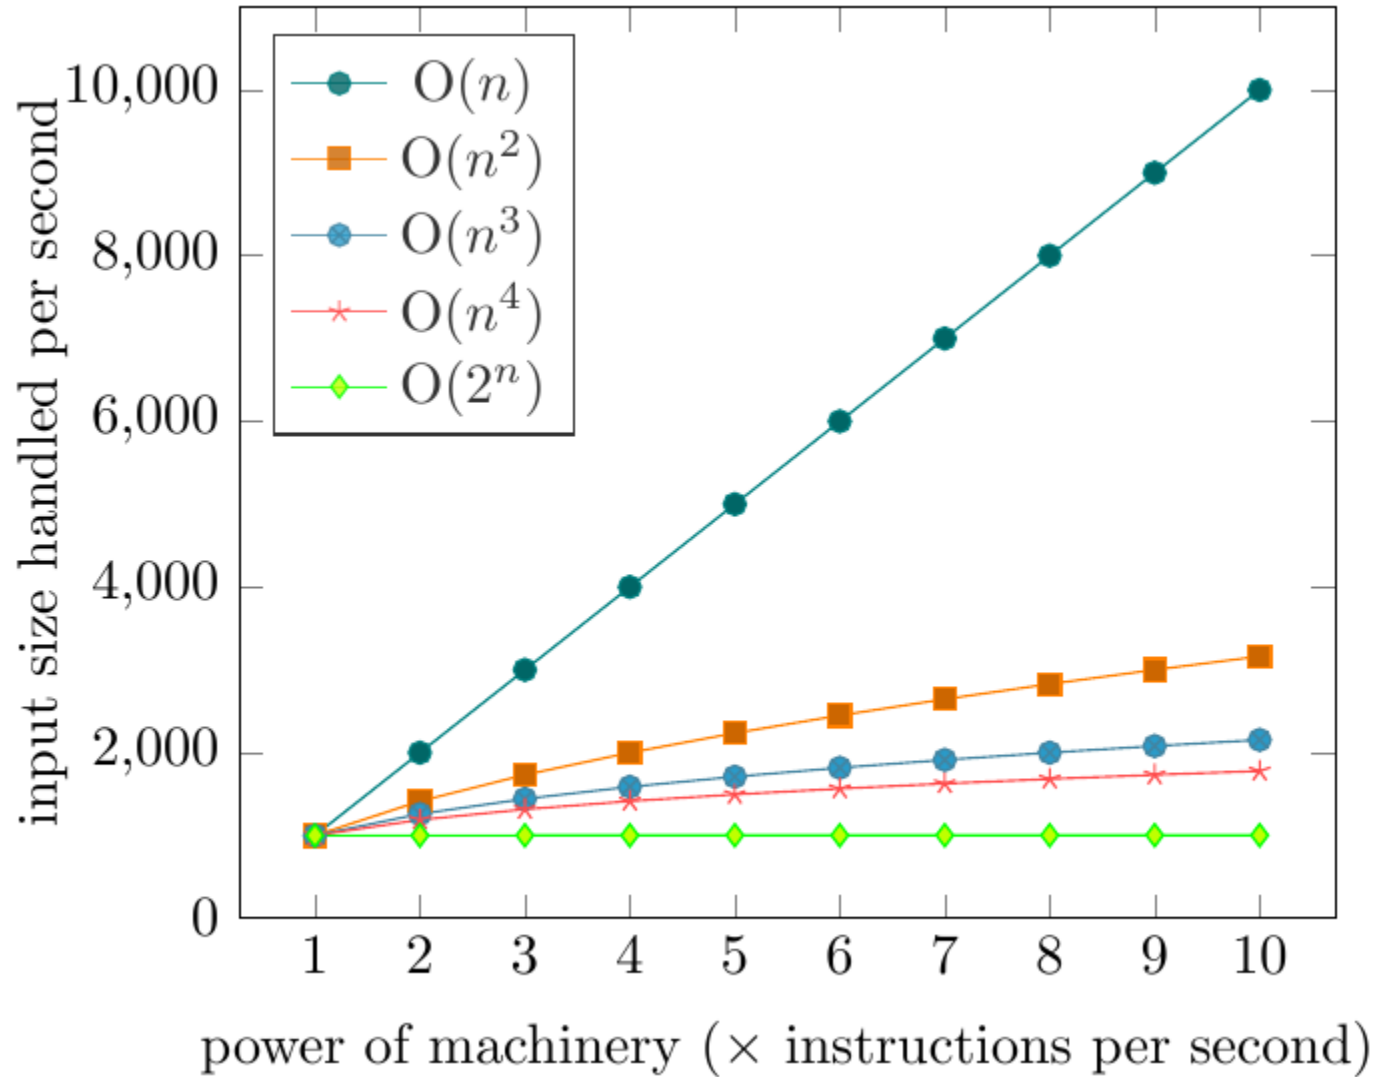 input size handled per second
10,000
8,000
6,000
4,000
2,000
0
O(n)
O(n²)
O(n³)
O(n⁴)
O(2ⁿ)
1 2 3 4 5 6 7 8 9 10
power of machinery (× instructions per second)